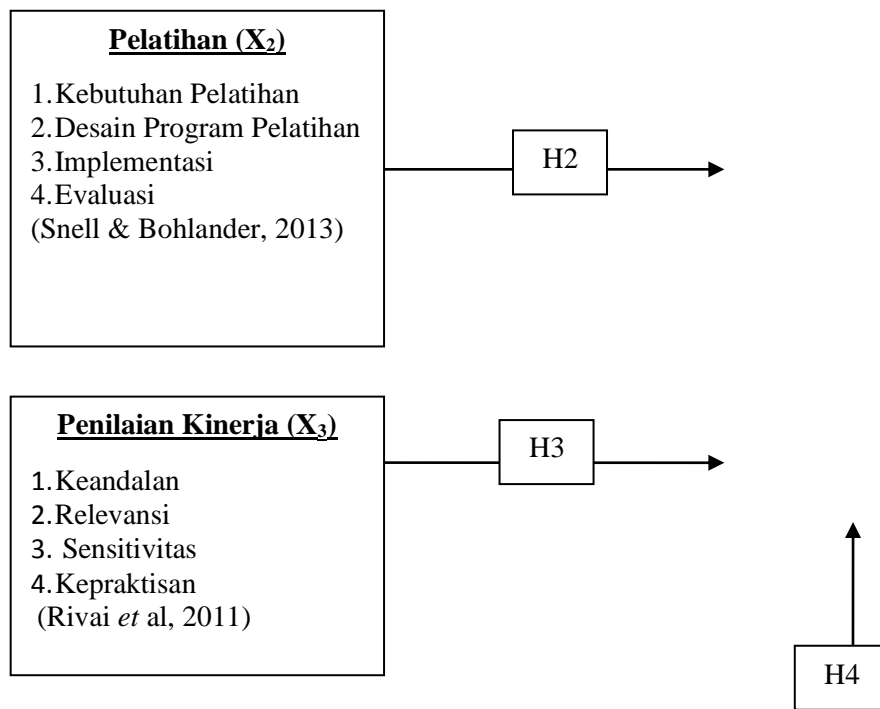 Pelatihan (X₂)
1.Kebutuhan Pelatihan
2.Desain Program Pelatihan
3.Implementasi
4.Evaluasi
(Snell & Bohlander, 2013)
H2
Penilaian Kinerja (X₃)
1.Keandalan
2.Relevansi
3. Sensitivitas
4.Kepraktisan
(Rivai et al, 2011)
H3
H4